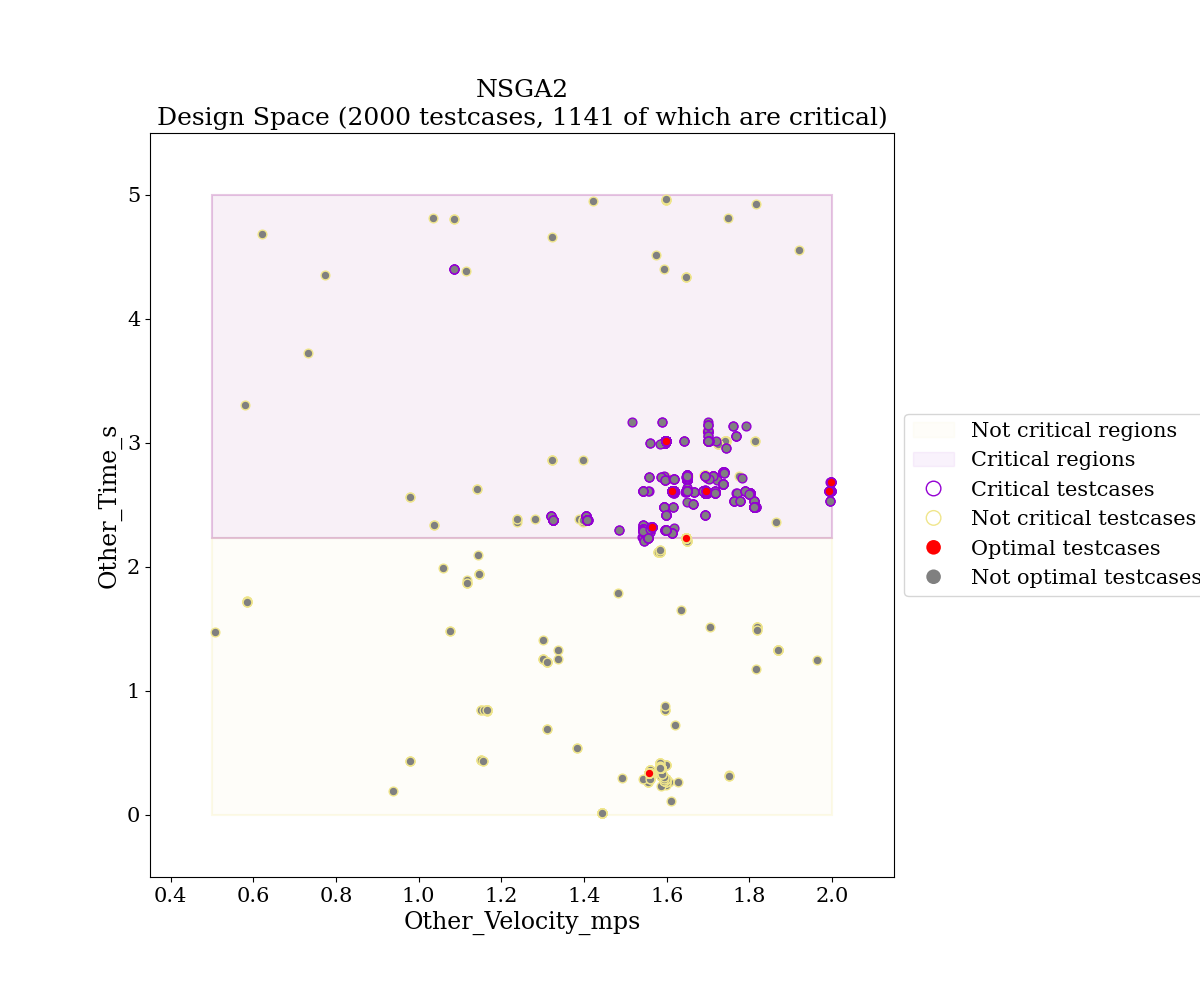 NSGA2
Design Space (2000 testcases, 1141 of which are critical)
5
4
3
2
1
0
Other_Time_s
0.4 0.6 0.8 1.0 1.2 1.4 1.6 1.8 2.0
Other_Velocity_mps
Not critical regions
Critical regions
Critical testcases
Not critical testcases
Optimal testcases
Not optimal testcases